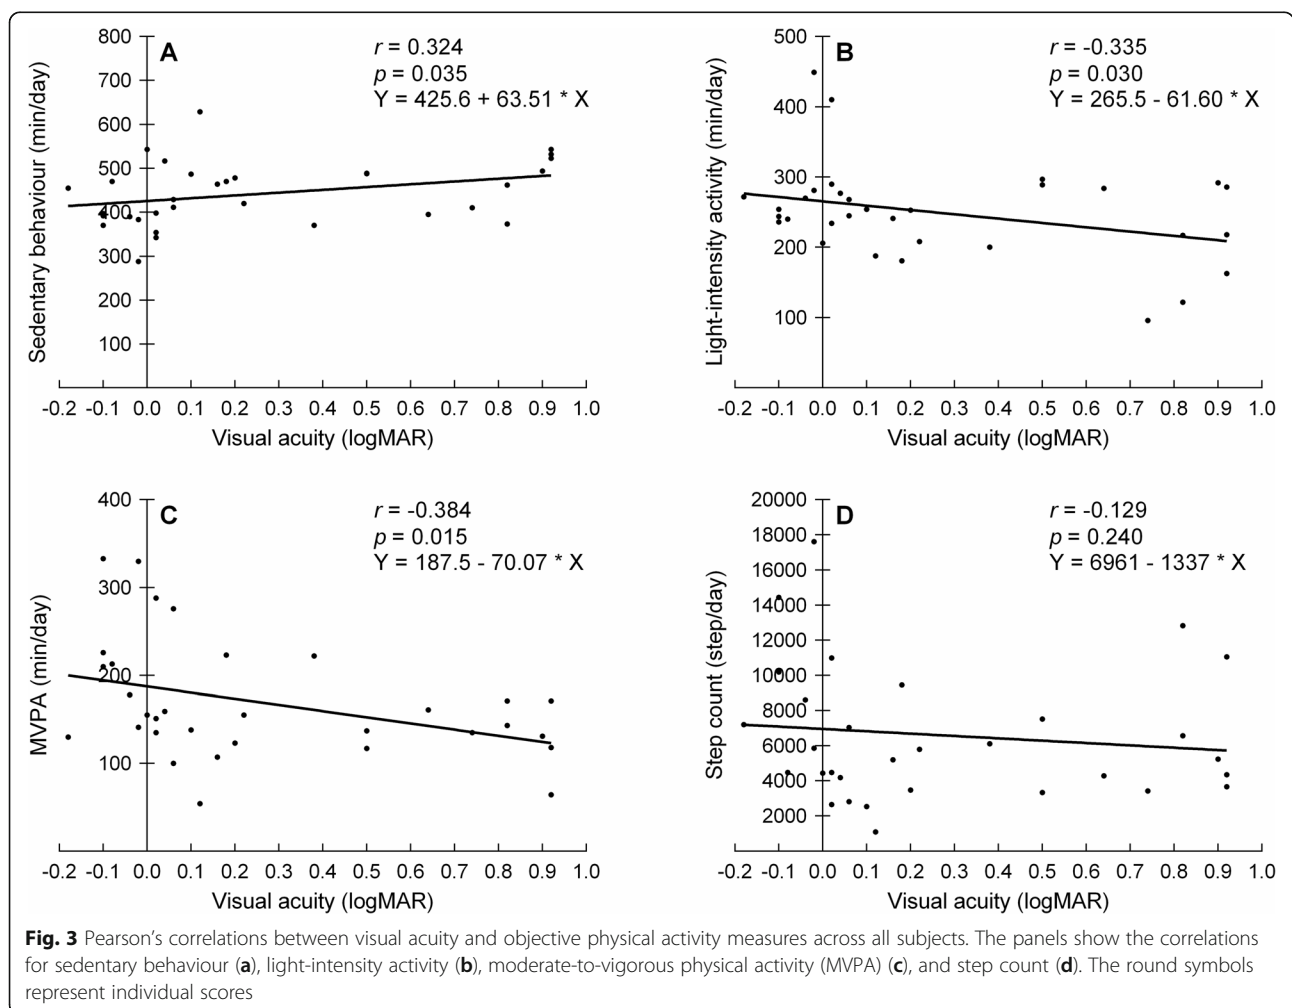 A
r = 0.324
p = 0.035
Y = 425.6 + 63.51 * X
Sedentary behaviour (min/day)
800
700
600
500
400
300
200
100
-0.2 -0.1 0.0 0.1 0.2 0.3 0.4 0.5 0.6 0.7 0.8 0.9 1.0
Visual acuity (logMAR)
B
r = -0.335
p = 0.030
Y = 265.5 - 61.60 * X
Light-intensity activity (min/day)
500
400
300
200
100
-0.2 -0.1 0.0 0.1 0.2 0.3 0.4 0.5 0.6 0.7 0.8 0.9 1.0
Visual acuity (logMAR)
C
r = -0.384
p = 0.015
Y = 187.5 - 70.07 * X
MVPA (min/day)
400
300
200
100
-0.2 -0.1 0.0 0.1 0.2 0.3 0.4 0.5 0.6 0.7 0.8 0.9 1.0
Visual acuity (logMAR)
D
r = -0.129
p = 0.240
Y = 6961 - 1337 * X
Step count (step/day)
20000
18000
16000
14000
12000
10000
8000
6000
4000
2000
-0.2 -0.1 0.0 0.1 0.2 0.3 0.4 0.5 0.6 0.7 0.8 0.9 1.0
Visual acuity (logMAR)
Fig. 3 Pearson's correlations between visual acuity and objective physical activity measures across all subjects. The panels show the correlations
for sedentary behaviour (a), light-intensity activity (b), moderate-to-vigorous physical activity (MVPA) (c), and step count (d). The round symbols
represent individual scores